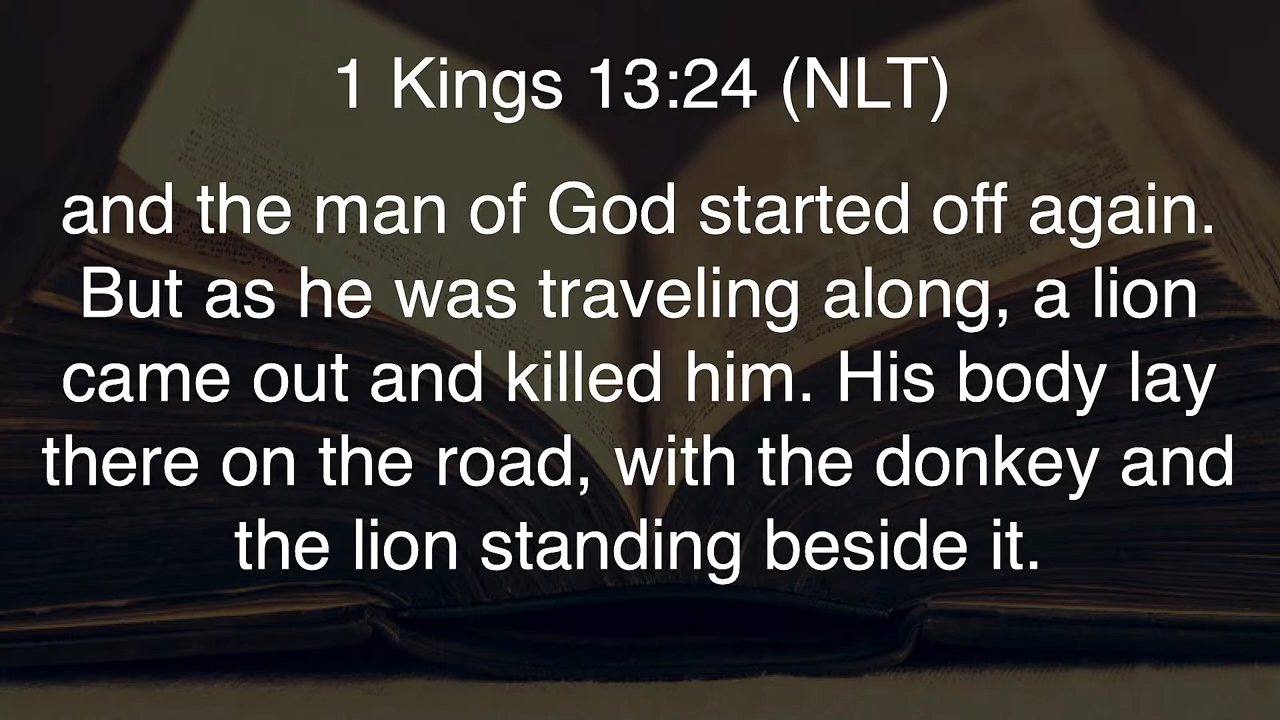 1 Kings 13:24 (NLT)
and the man of God started off again.
But as he was traveling along, a lion
came out and killed him. His body lay
there on the road, with the donkey and
the lion standing beside it.